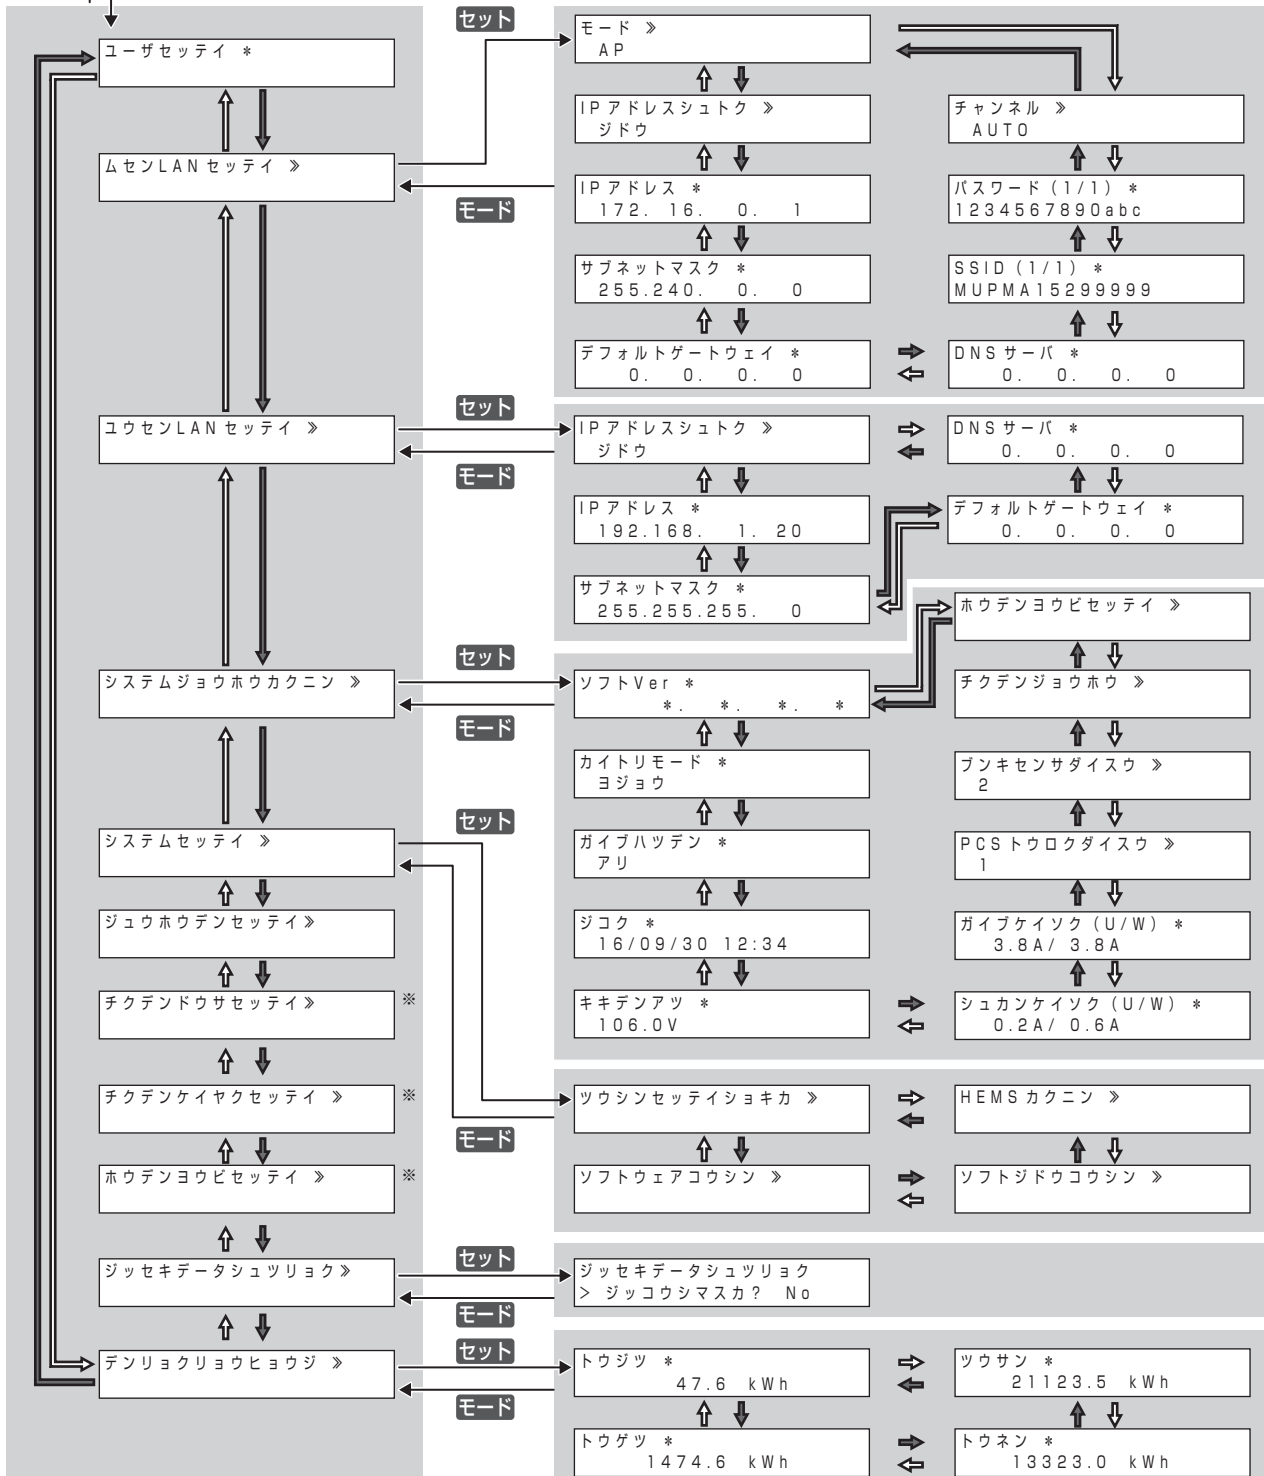 ユーザセッテイ *
ムセンLANセッテイ 》
ユウセンLANセッテイ 》
システムジョウホウカクニン 》
システムセッテイ 》
ジュウホウデンセッテイ》
チクデンドウサセッテイ》
※
チクデンケイヤクセッテイ 》
※
ホウデンヨウビセッテイ 》
※
ジッセキデータシュツリョク》
デンリョクリョウヒョウジ 》
セット
モード
モード 》
AP
IPアドレスシュトク 》
ジドウ
IPアドレス *
172. 16. 0. 1
サブネットマスク *
255.240. 0. 0
デフォルトゲートウェイ *
0. 0. 0. 0
チャンネル 》
AUTO
パスワード(1/1) *
1234567890abc
SSID(1/1) *
MUPMA15299999
DNSサーバ *
0. 0. 0. 0
セット
モード
IPアドレスシュトク 》
ジドウ
IPアドレス *
192.168. 1. 20
サブネットマスク *
255.255.255. 0
DNSサーバ *
0. 0. 0. 0
デフォルトゲートウェイ *
0. 0. 0. 0
セット
モード
ソフトVer *
*. *. *. *
カイトリモード *
ヨジョウ
ガイブハツデン *
アリ
ジコク *
16/09/30 12:34
キキデンアツ *
106.0V
ホウデンヨウビセッテイ 》
チクデンジョウホウ 》
ブンキセンサダイスウ 》
2
PCSトウロクダイスウ 》
1
ガイブケイソク(U/W) *
3.8A/ 3.8A
シュカンケイソク(U/W) *
0.2A/ 0.6A
セット
モード
ツウシンセッテイショキカ 》
ソフトウェアコウシン 》
HEMSカクニン 》
ソフトジドウコウシン 》
セット
モード
ジッセキデータシュツリョク
> ジッコウシマスカ? No
セット
モード
トウジツ *
47.6 kWh
トウゲツ *
1474.6 kWh
ツウサン *
21123.5 kWh
トウネン *
13323.0 kWh